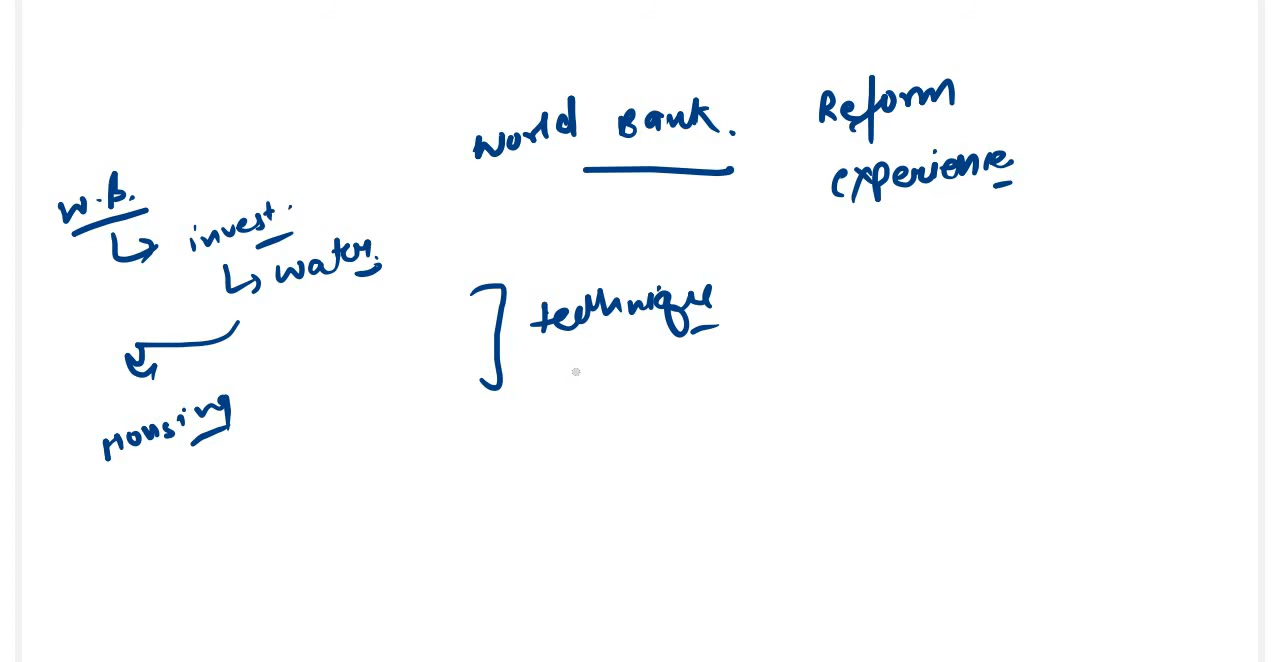 World Bank. Reform
experience
W.B.
↳ invest.
↳ water.
Housing
] technique